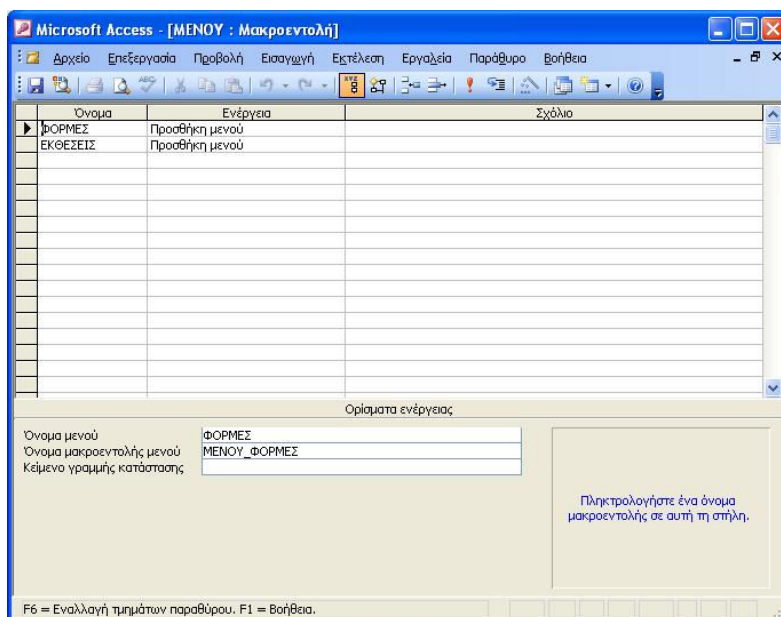 Microsoft Access - [ΜΕΝΟΥ : Μακροεντολή]
Αρχείο Επεξεργασία Προβολή Εισαγωγή Εκτέλεση Εργαλεία Παράθυρο Βοήθεια
Όνομα Ενέργεια Σχόλιο
ΦΟΡΜΕΣ Προσθήκη μενού
ΕΚΘΕΣΕΙΣ Προσθήκη μενού
Ορίσματα ενέργειας
Όνομα μενού ΦΟΡΜΕΣ
Όνομα μακροεντολής μενού ΜΕΝΟΥ_ΦΟΡΜΕΣ
Κείμενο γραμμής κατάστασης
Πληκτρολογήστε ένα όνομα
μακροεντολής σε αυτή τη στήλη.
F6 = Εναλλαγή τμημάτων παραθύρου. F1 = Βοήθεια.